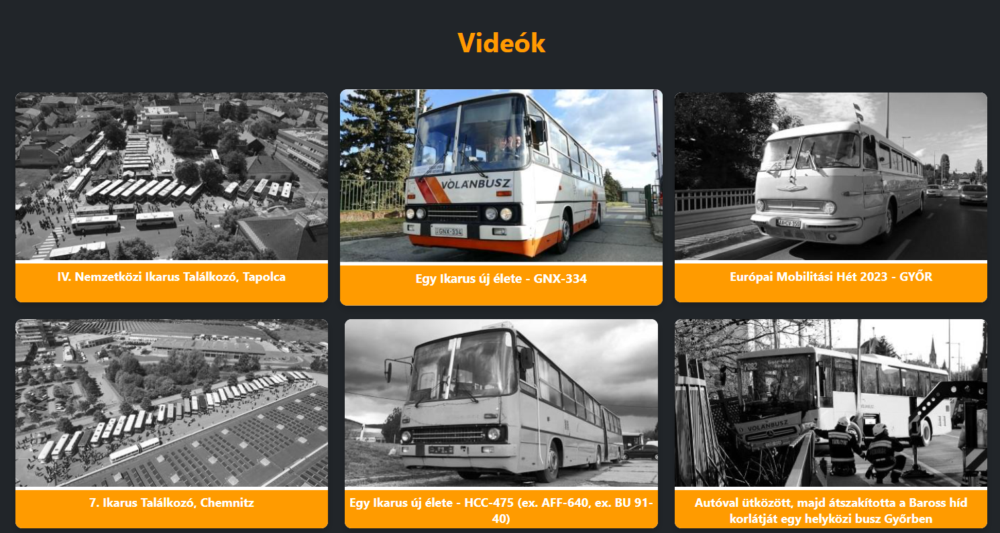 Videók
IV. Nemzetközi Ikarus Találkozó, Tapolca
VOLÁNBUSZ
GNX-334
Egy Ikarus új élete - GNX-334
55
Európai Mobilitási Hét 2023 - GYŐR
7. Ikarus Találkozó, Chemnitz
Egy Ikarus új élete - HCC-475 (ex. AFF-640, ex. BU 91-
40)
7082
VOLÁNBUSZ
Autóval ütközött, majd átszakította a Baross híd
korlátját egy helyközi busz Győrben